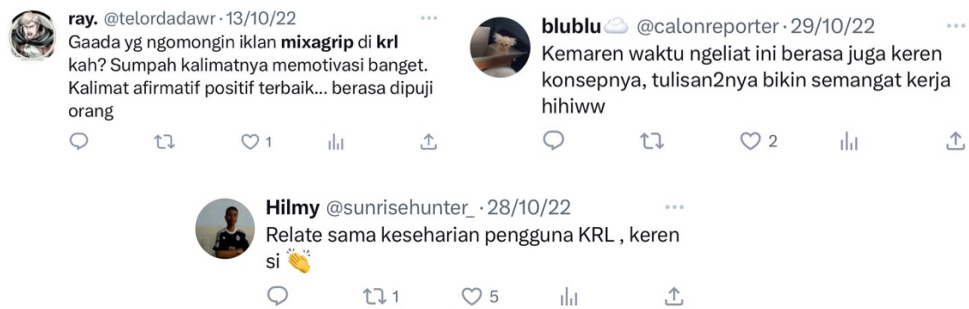 ray. @telordadawr · 13/10/22
Gaada yg ngomongin iklan mixagrip di krl
kah? Sumpah kalimatnya memotivasi banget.
Kalimat afirmatif positif terbaik... berasa dipuji
orang
1
blublu☁️ @calonreporter · 29/10/22
Kemaren waktu ngeliat ini berasa juga keren
konsepnya, tulisan2nya bikin semangat kerja
hihiww
2
Hilmy @sunrisehunter_ · 28/10/22
Relate sama keseharian pengguna KRL , keren
si 👏
1 5